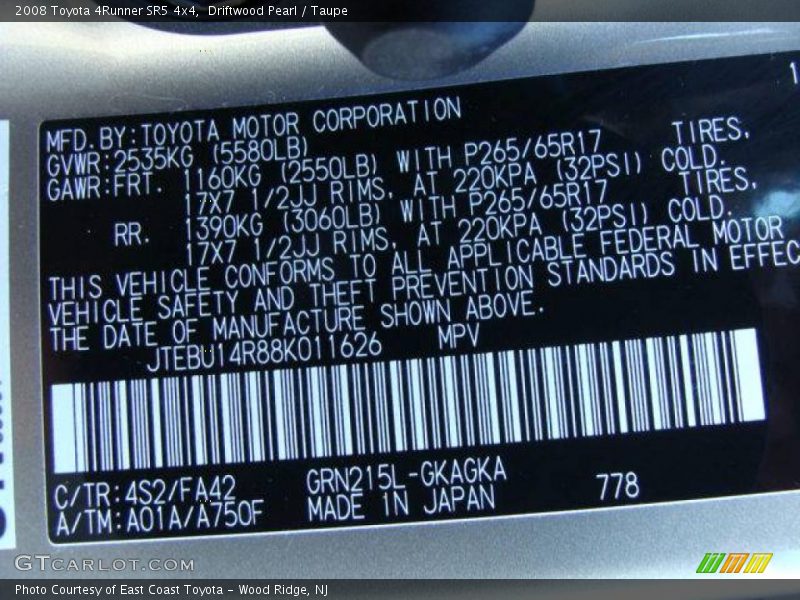 2008 Toyota 4Runner SR5 4x4, Driftwood Pearl / Taupe
MFD.BY:TOYOTA MOTOR CORPORATION
GVWR:2535KG (5580LB)
GAWR:FRT. 1160KG (2550LB) WITH P265/65R17 TIRES,
17X7 1/2JJ RIMS, AT 220KPA (32PSI) COLD.
RR. 1390KG (3060LB) WITH P265/65R17 TIRES,
17X7 1/2JJ RIMS, AT 220KPA (32PSI) COLD.
THIS VEHICLE CONFORMS TO ALL APPLICABLE FEDERAL MOTOR
VEHICLE SAFETY AND THEFT PREVENTION STANDARDS IN EFFEC
THE DATE OF MANUFACTURE SHOWN ABOVE.
JTEBU14R88K011626 MPV
C/TR:4S2/FA42 GRN215L-GKAGKA 778
A/TM:A01A/A750F MADE IN JAPAN
GTCarLot.com
Photo Courtesy of East Coast Toyota - Wood Ridge, NJ